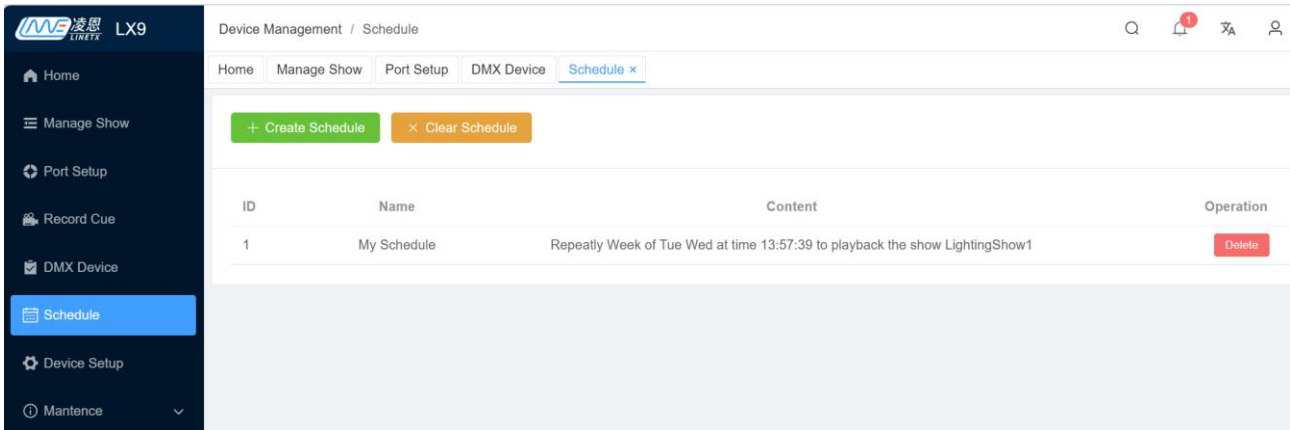 凌恩 LX9
LINETX
Device Management / Schedule
1
Home
Manage Show
Port Setup
DMX Device
Schedule ×
Home
Manage Show
Port Setup
Record Cue
DMX Device
Schedule
Device Setup
Mantence
+ Create Schedule
× Clear Schedule
ID Name Content Operation
1 My Schedule Repeatly Week of Tue Wed at time 13:57:39 to playback the show LightingShow1 Delete